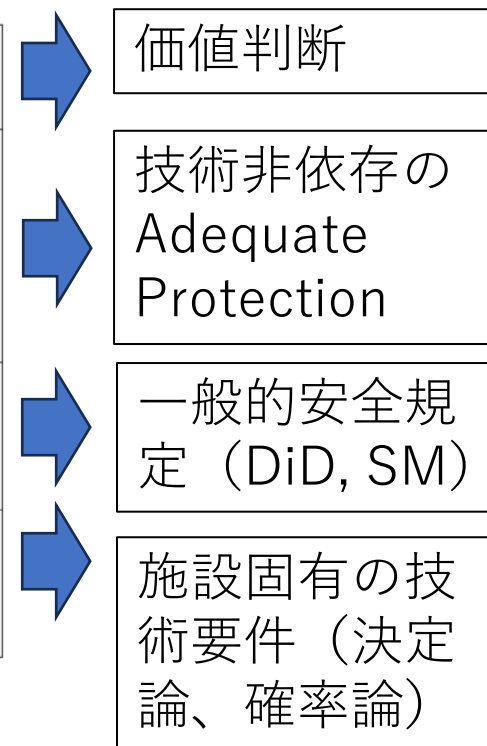 価値判断
技術非依存の
Adequate
Protection
一般的安全規
定（DiD, SM）
施設固有の技
術要件（決定
論、確率論）